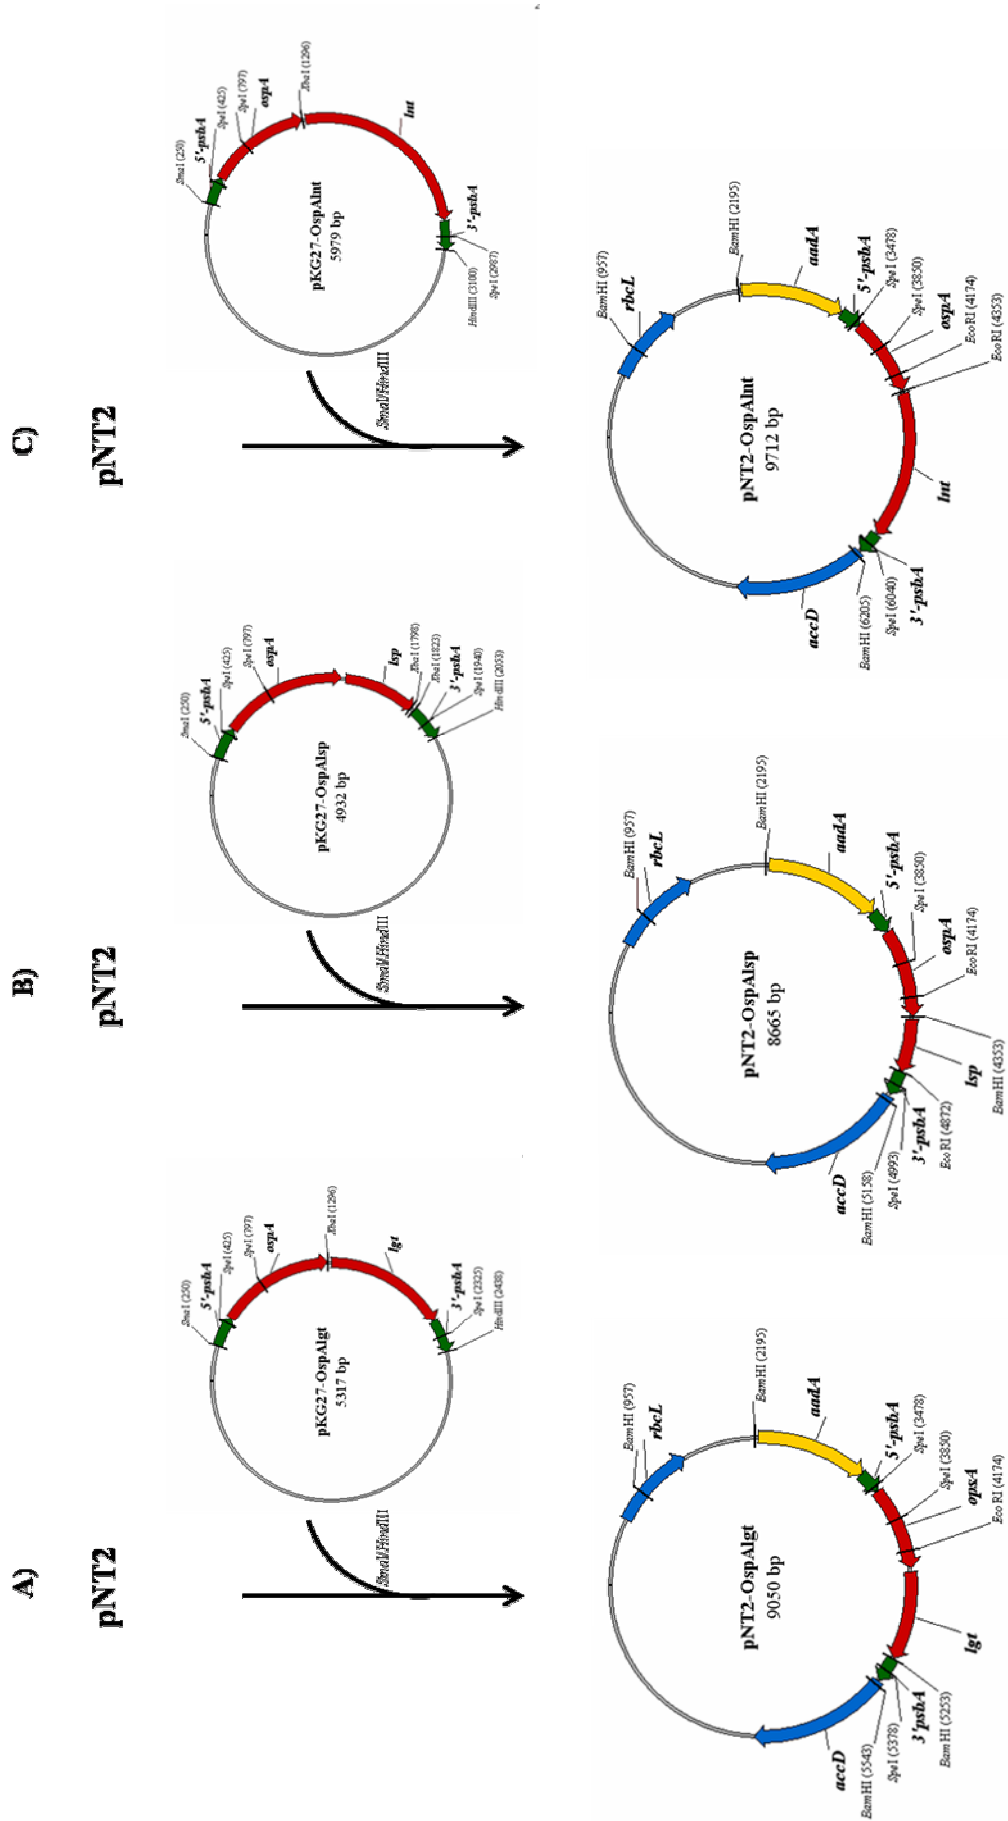 A)
pNT2
SmaI/HindIII
SmaI (250)
5'-psbA
SpeI (425)
SpeI (797)
ospA
XbaI (1296)
lgt
3'-psbA
SpeI (2325)
HindIII (2438)
pKG27-OspAlgt
5317 bp
BamHI (957)
rbcL
BamHI (2195)
aadA
5'-psbA
SpeI (3478)
SpeI (3850)
opsA
EcoRI (4174)
lgt
BamHI (5253)
3'psbA
SpeI (5378)
BamHI (5543)
accD
pNT2-OspAlgt
9050 bp
B)
pNT2
SmaI/HindIII
SmaI (250)
5'-psbA
SpeI (425)
SpeI (797)
ospA
lsp
XbaI (1798)
XbaI (1823)
3'-psbA
SpeI (1940)
HindIII (2053)
pKG27-OspAlsp
4932 bp
BamHI (957)
rbcL
BamHI (2195)
aadA
5'-psbA
SpeI (3850)
ospA
EcoRI (4174)
BamHI (4353)
lsp
EcoRI (4872)
3'-psbA
SpeI (4993)
BamHI (5158)
accD
pNT2-OspAlsp
8665 bp
C)
pNT2
SmaI/HindIII
SmaI (250)
5'-psbA
SpeI (425)
SpeI (797)
ospA
XbaI (1296)
lnt
3'-psbA
SpeI (2987)
HindIII (3100)
pKG27-OspAlnt
5979 bp
BamHI (957)
rbcL
BamHI (2195)
aadA
5'-psbA
SpeI (3478)
SpeI (3850)
ospA
EcoRI (4174)
EcoRI (4353)
lnt
3'-psbA
SpeI (6040)
BamHI (6205)
accD
pNT2-OspAlnt
9712 bp